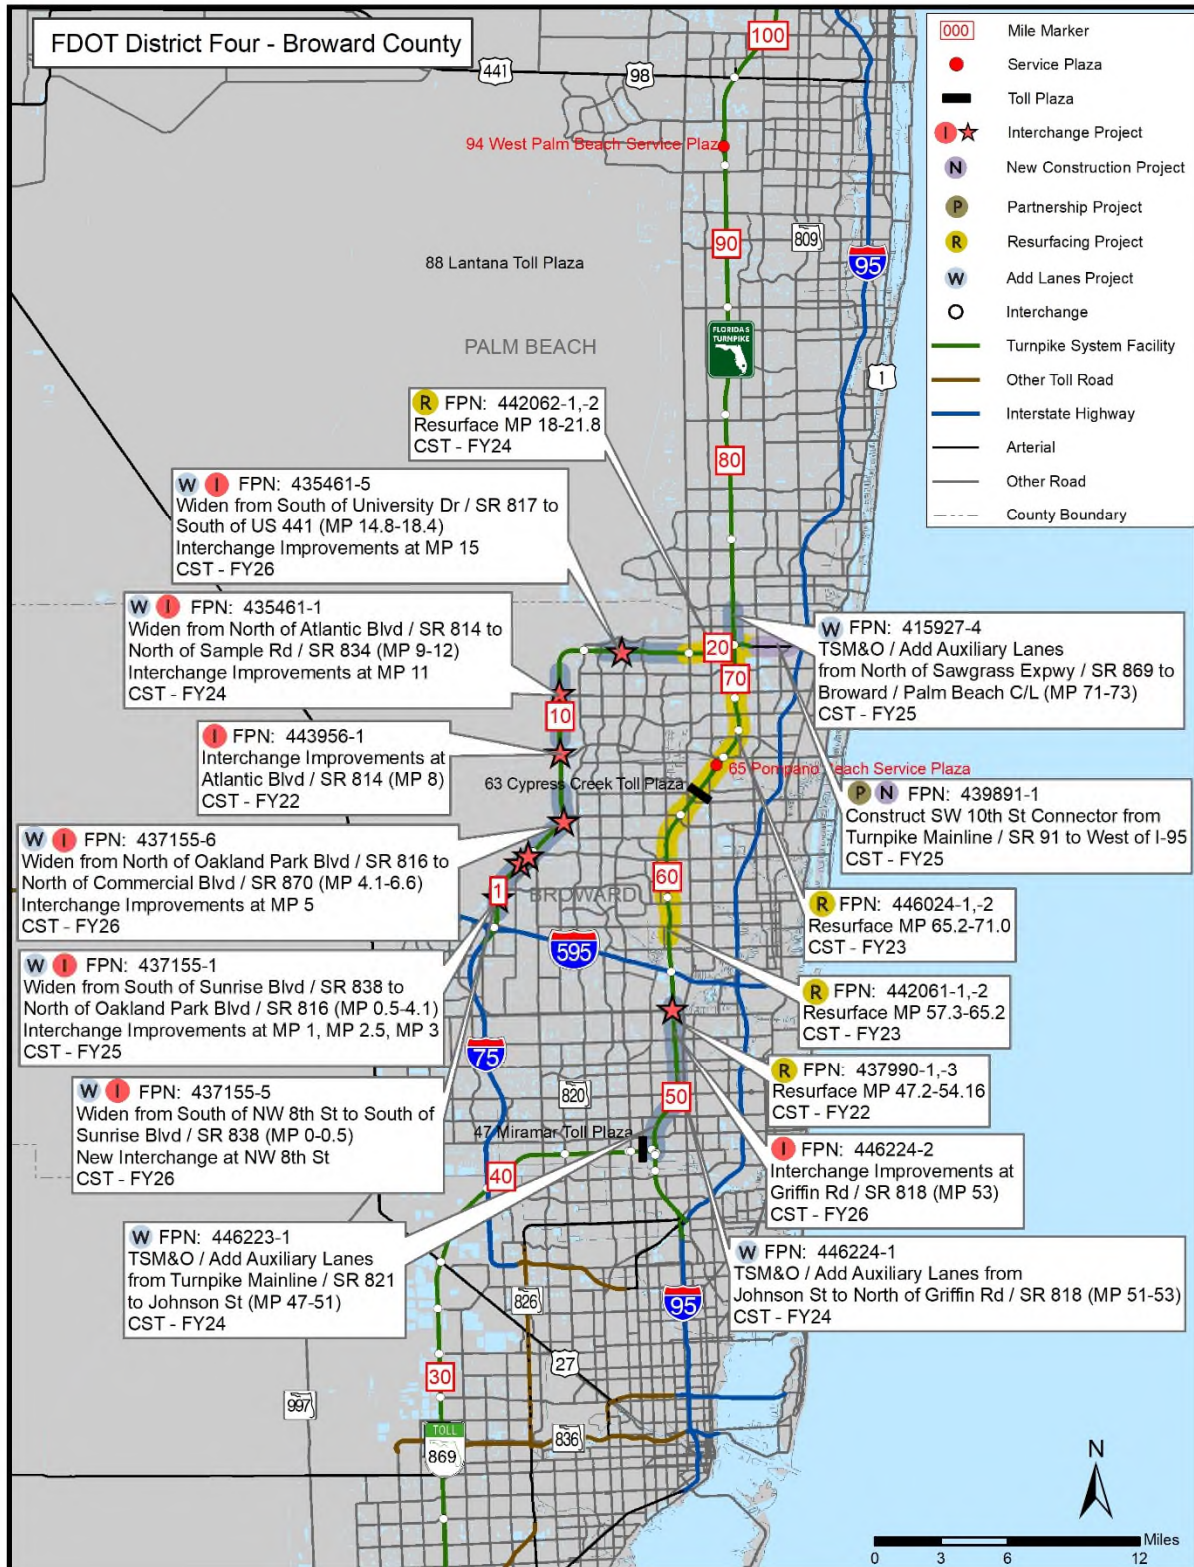 FDOT District Four - Broward County
000 Mile Marker
Service Plaza
Toll Plaza
I Interchange Project
N New Construction Project
P Partnership Project
R Resurfacing Project
W Add Lanes Project
Interchange
Turnpike System Facility
Other Toll Road
Interstate Highway
Arterial
Other Road
County Boundary
100
441
98
94 West Palm Beach Service Plaza
90
809
95
88 Lantana Toll Plaza
FLORIDA'S
TURNPIKE
PALM BEACH
1
80
R FPN: 442062-1,-2
Resurface MP 18-21.8
CST - FY24
W I FPN: 435461-5
Widen from South of University Dr / SR 817 to
South of US 441 (MP 14.8-18.4)
Interchange Improvements at MP 15
CST - FY26
W I FPN: 435461-1
Widen from North of Atlantic Blvd / SR 814 to
North of Sample Rd / SR 834 (MP 9-12)
Interchange Improvements at MP 11
CST - FY24
20
70
10
W FPN: 415927-4
TSM&O / Add Auxiliary Lanes
from North of Sawgrass Expwy / SR 869 to
Broward / Palm Beach C/L (MP 71-73)
CST - FY25
I FPN: 443956-1
Interchange Improvements at
Atlantic Blvd / SR 814 (MP 8)
CST - FY22
65 Pompano Beach Service Plaza
63 Cypress Creek Toll Plaza
P N FPN: 439891-1
Construct SW 10th St Connector from
Turnpike Mainline / SR 91 to West of I-95
CST - FY25
W I FPN: 437155-6
Widen from North of Oakland Park Blvd / SR 816 to
North of Commercial Blvd / SR 870 (MP 4.1-6.6)
Interchange Improvements at MP 5
CST - FY26
60
1
BROWARD
R FPN: 446024-1,-2
Resurface MP 65.2-71.0
CST - FY23
595
W I FPN: 437155-1
Widen from South of Sunrise Blvd / SR 838 to
North of Oakland Park Blvd / SR 816 (MP 0.5-4.1)
Interchange Improvements at MP 1, MP 2.5, MP 3
CST - FY25
R FPN: 442061-1,-2
Resurface MP 57.3-65.2
CST - FY23
75
R FPN: 437990-1,-3
Resurface MP 47.2-54.16
CST - FY22
W I FPN: 437155-5
Widen from South of NW 8th St to South of
Sunrise Blvd / SR 838 (MP 0-0.5)
New Interchange at NW 8th St
CST - FY26
820
50
47 Miramar Toll Plaza
40
I FPN: 446224-2
Interchange Improvements at
Griffin Rd / SR 818 (MP 53)
CST - FY26
W FPN: 446223-1
TSM&O / Add Auxiliary Lanes
from Turnpike Mainline / SR 821
to Johnson St (MP 47-51)
CST - FY24
W FPN: 446224-1
TSM&O / Add Auxiliary Lanes from
Johnson St to North of Griffin Rd / SR 818 (MP 51-53)
CST - FY24
826
95
27
30
997
TOLL
869
836
N
Miles
0 3 6 12